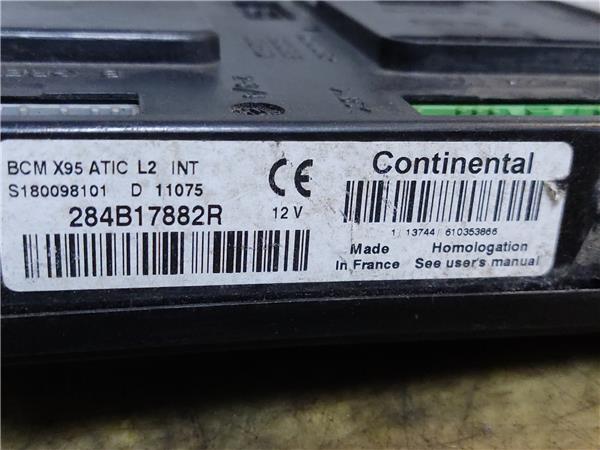 BCM X95 ATIC L2 INT
S180098101 D 11075
284B17882R
CE
12 V
Continental
1 13744 610353866
Made
In France
Homologation
See user's manual